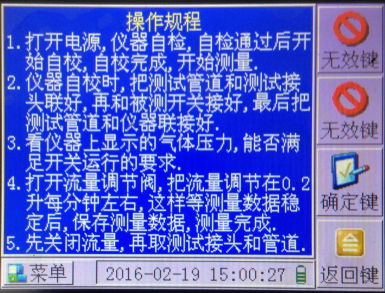 操作规程
1. 打开电源,仪器自检,自检通过后开
始自校,自校完成,开始测量.
2. 仪器自校时,把测试管道和测试接
头联好,再和被测开关接好,最后把
测试管道和仪器联接好.
3. 看仪器上显示的气体压力,能否满
足开关运行的要求.
4. 打开流量调节阀,把流量调节在0.2
升每分钟左右,这样等测量数据稳
定后,保存测量数据,测量完成.
5. 先关闭流量,再取测试接头和管道.
无效键
无效键
确定键
返回键
菜单
2016-02-19 15:00:27